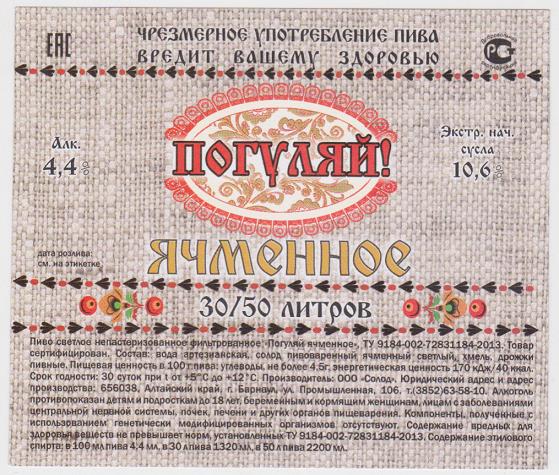 ЧРЕЗМЕРНОЕ УПОТРЕБЛЕНИЕ ПИВА
ВРЕДИТ ВАШЕМУ ЗДОРОВЬЮ
ЕАС
Добровольная
РСТ
сертификация
Алк.
4,4%
ПОГУЛЯЙ!
Экстр. нач.
сусла
10,6%
ЯЧМЕННОЕ
дата розлива:
см. на этикетке
30/50 ЛИТРОВ
Пиво светлое непастеризованное фильтрованное «Погуляй ячменное», ТУ 9184-002-72831184-2013. Товар
сертифицирован. Состав: вода артезианская, солод пивоваренный ячменный светлый, хмель, дрожжи
пивные. Пищевая ценность в 100 г пива: углеводы, не более 4,5г, энергетическая ценность 170 кДж/40 ккал.
Срок годности: 30 суток при t от +5°С до +12°С. Производитель: ООО «Солод». Юридический адрес и адрес
производства: 656038, Алтайский край, г. Барнаул, ул. Промышленная, 106. т.(3852)63-58-10. Алкоголь
противопоказан детям и подросткам до 18 лет, беременным и кормящим женщинам, лицам с заболеваниями
центральной нервной системы, почек, печени и других органов пищеварения. Компоненты, полученные с
использованием генетически модифицированных организмов отсутствуют. Содержание вредных для
здоровья веществ не превышает норм, установленных ТУ 9184-002-72831184-2013. Содержание этилового
спирта: в 100 мл пива 4,4 мл, в 30 л пива 1320 мл, в 50 л пива 2200 мл.